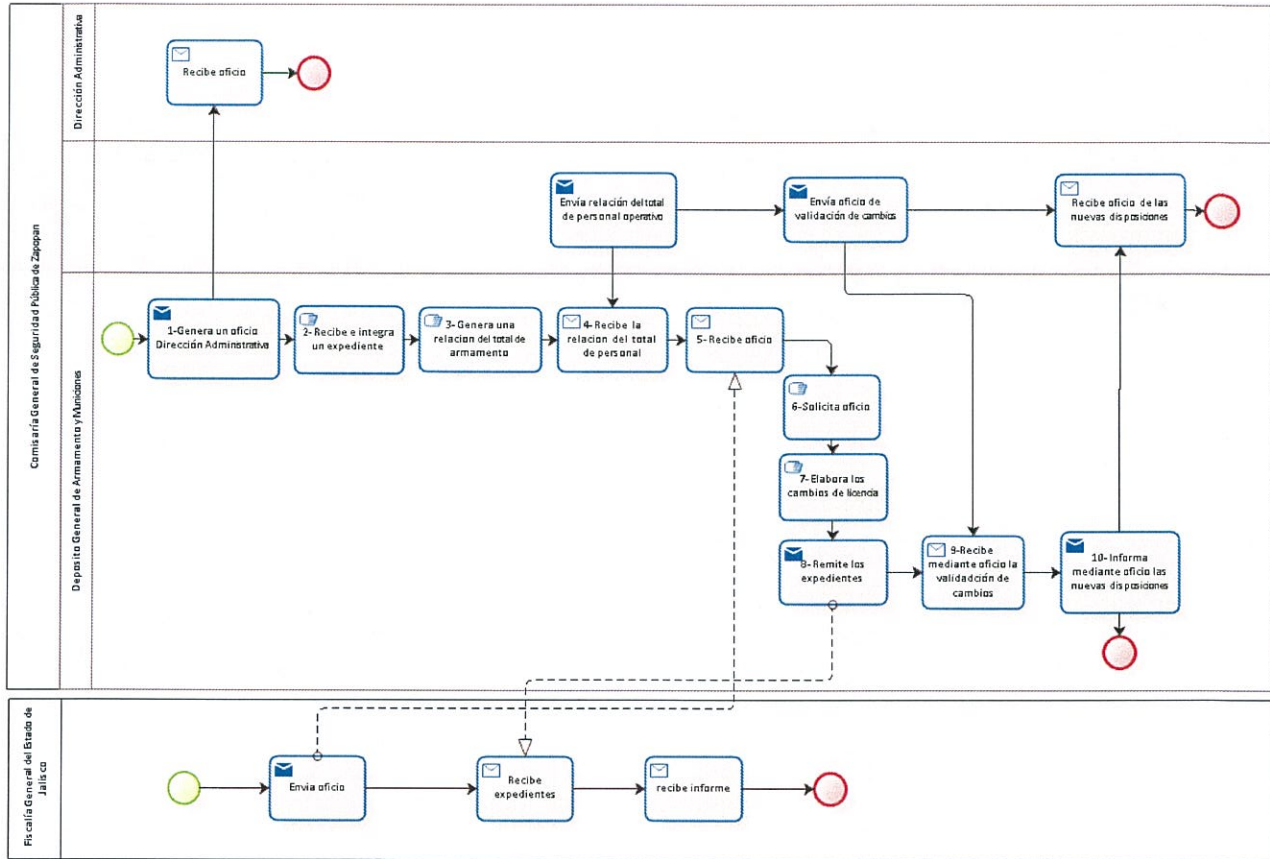 Comisaría General de Seguridad Pública de Zapopan
Dirección Administrativa
Recibe oficio
Envía relación del total
de personal operativo
Envía oficio de
validación de cambios
Recibe oficio de las
nuevas disposiciones
Deposito General de Armamento y Municiones
1-Genera un oficio
Dirección Administrativa
2- Recibe e integra
un expediente
3- Genera una
relacion del total de
armamento
4- Recibe la
relacion del total
de personal
5- Recibe oficio
6-Solicita oficio
7-Elabora los
cambios de licencia
8- Remite los
expedientes
9-Recibe
mediante oficio la
validadción de
cambios
10- Informa
mediante oficio las
nuevas disposiciones
Fiscalía General del Estado de
Jalisco
Envia oficio
Recibe
expedientes
recibe informe